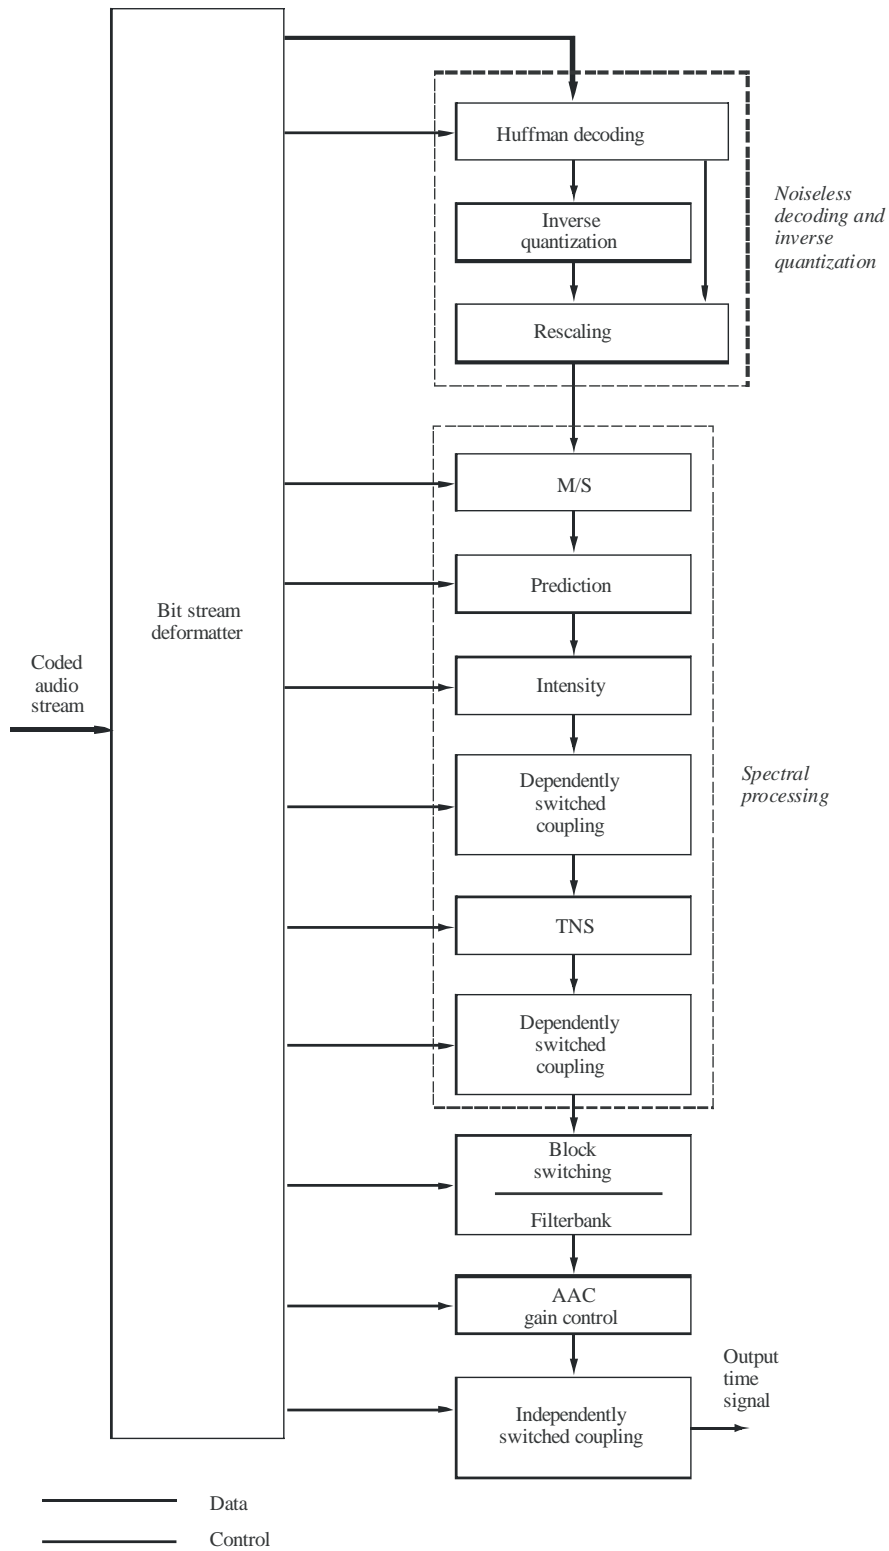 Huffman decoding
Noiseless
decoding and
inverse
quantization
Inverse
quantization
Rescaling
M/S
Prediction
Bit stream
deformatter
Coded
audio
stream
Intensity
Dependently
switched
coupling
Spectral
processing
TNS
Dependently
switched
coupling
Block
switching
Filterbank
AAC
gain control
Output
time
signal
Independently
switched coupling
Data
Control